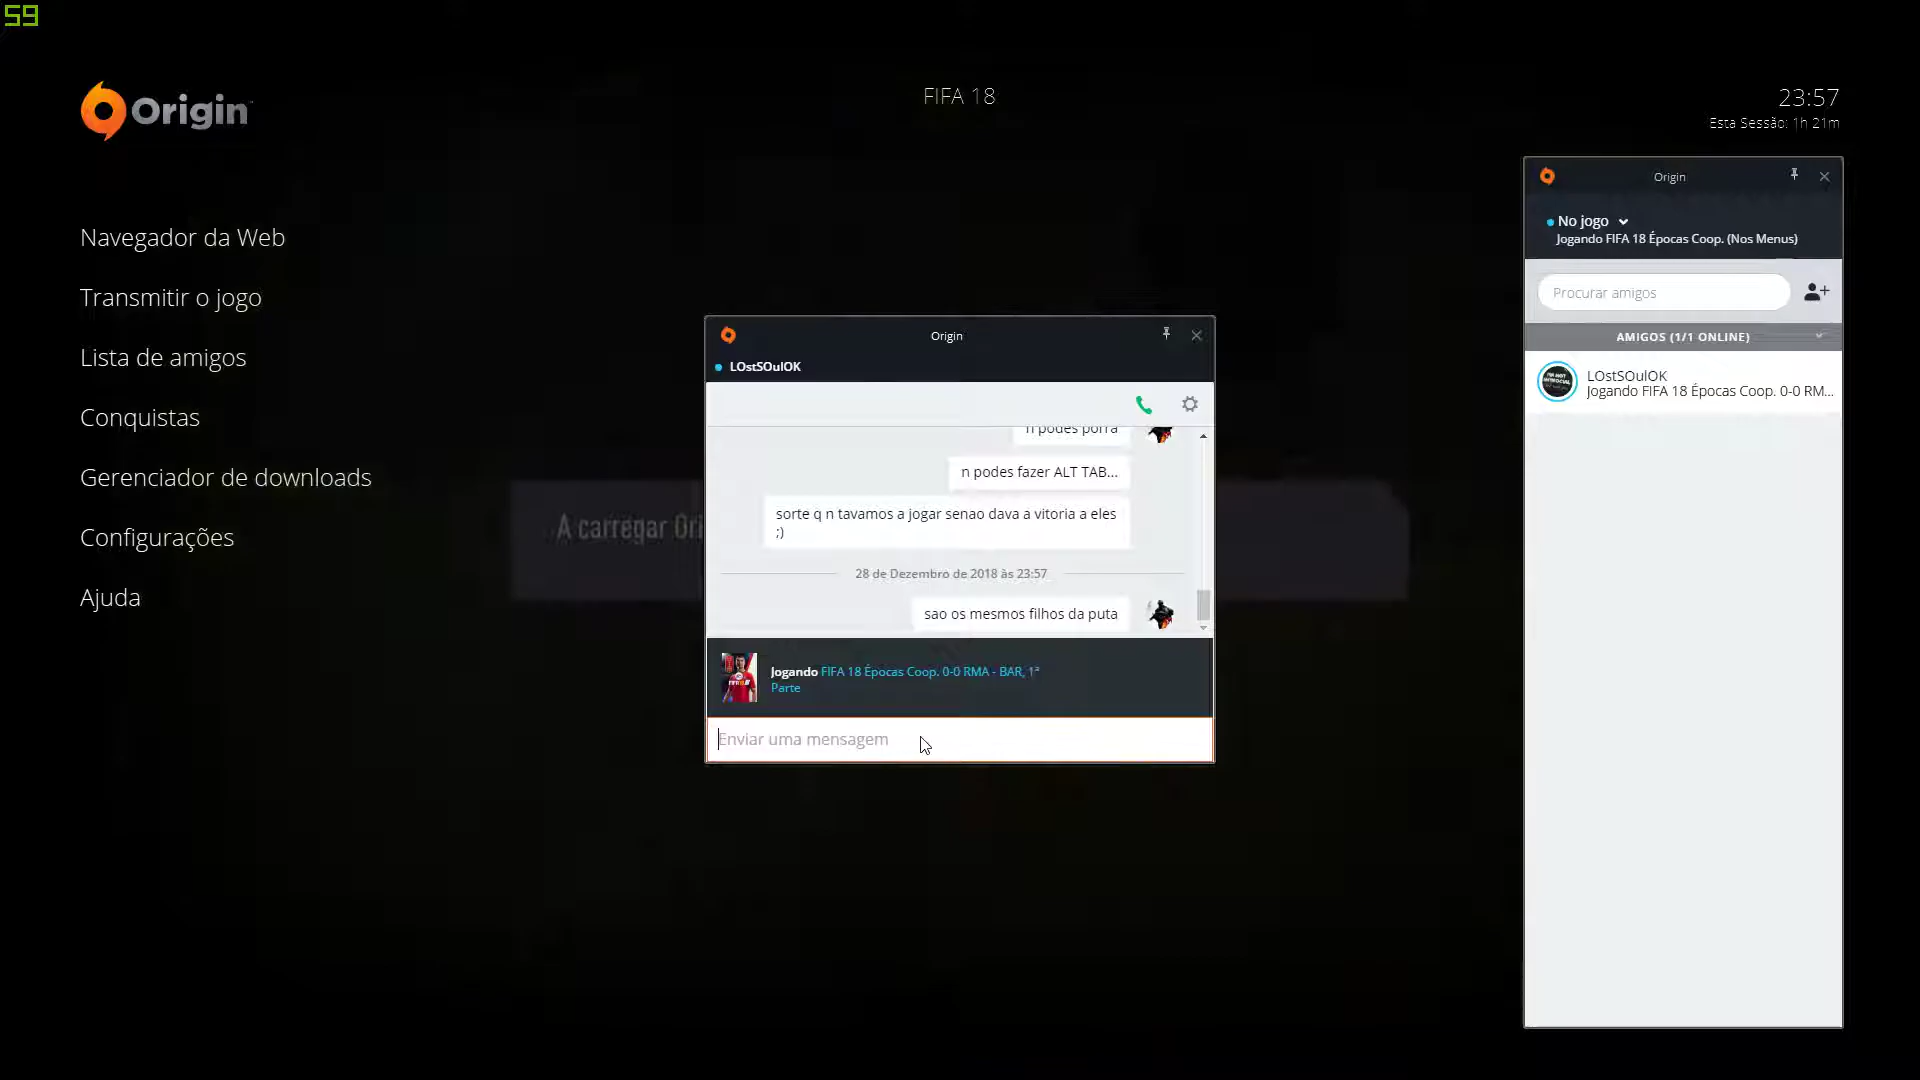 59
Origin
FIFA 18
23:57
Esta Sessão: 1h 21m
Navegador da Web
Transmitir o jogo
Lista de amigos
Conquistas
Gerenciador de downloads
Configurações
Ajuda
A carregar Ori
Origin
LOstSOulOK
n podes porra
n podes fazer ALT TAB...
sorte q n tavamos a jogar senao dava a vitoria a eles
;)
28 de Dezembro de 2018 às 23:57
sao os mesmos filhos da puta
Jogando FIFA 18 Épocas Coop. 0-0 RMA - BAR, 1ª
Parte
Enviar uma mensagem
Origin
No jogo
Jogando FIFA 18 Épocas Coop. (Nos Menus)
Procurar amigos
AMIGOS (1/1 ONLINE)
LOstSOulOK
Jogando FIFA 18 Épocas Coop. 0-0 RM...